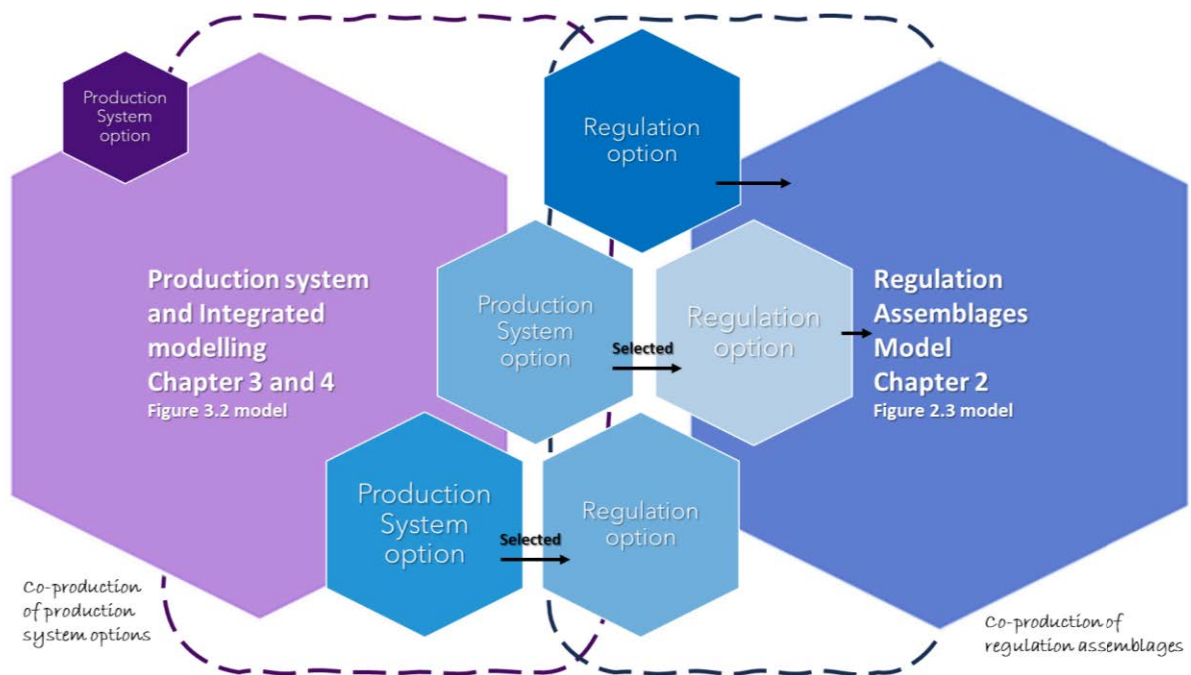 Production
System
option
Regulation
option
Production system
and Integrated
modelling
Chapter 3 and 4
Figure 3.2 model
Production
System
option
Selected
Regulation
option
Regulation
Assemblages
Model
Chapter 2
Figure 2.3 model
Production
System
option
Selected
Regulation
option
Co-production
of production
system options
Co-production of
regulation assemblages